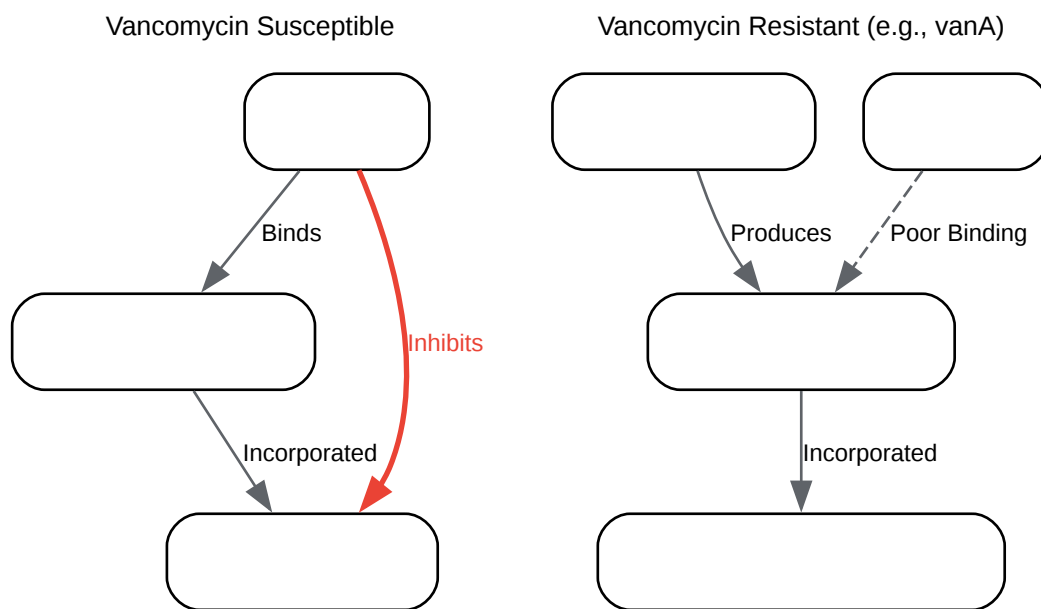 Vancomycin Susceptible
Vancomycin Resistant (e.g., vanA)
Binds
Produces
Poor Binding
Inhibits
Incorporated
Incorporated